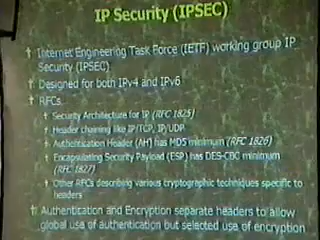 IP Security (IPSEC)
Internet Engineering Task Force (IETF) working group IP
Security (IPSEC)
Designed for both IPv4 and IPv6
RFCs
Security Architecture for IP (RFC 1825)
Header chaining like IP/TCP, IP/UDP
Authentication Header (AH) has MD5 minimum (RFC 1826)
Encapsulating Security Payload (ESP) has DES-CBC minimum
(RFC 1827)
Other RFCs describing various cryptographic techniques specific to
headers
Authentication and Encryption separate headers to allow
global use of authentication but selected use of encryption